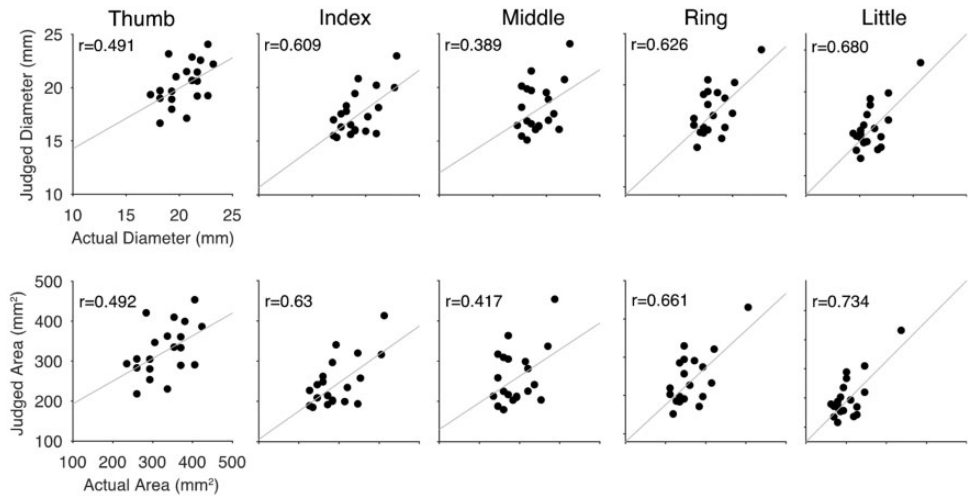 Thumb Index Middle Ring Little
r=0.491 r=0.609 r=0.389 r=0.626 r=0.680
Judged Diameter (mm)
25
20
15
10
10 15 20 25
Actual Diameter (mm)
r=0.492 r=0.63 r=0.417 r=0.661 r=0.734
Judged Area (mm²)
500
400
300
200
100
100 200 300 400 500
Actual Area (mm²)